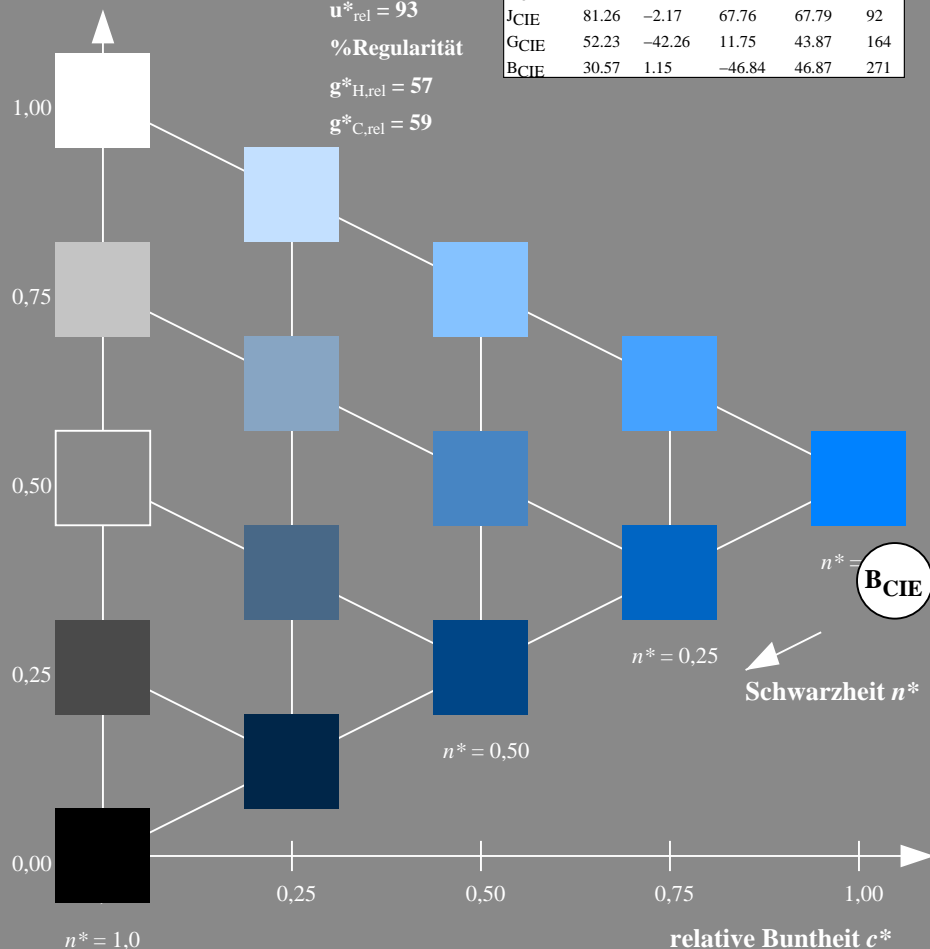 u*rel = 93
%Regularität
g*H,rel = 57
g*C,rel = 59
JCIE 81.26 −2.17 67.76 67.79 92
GCIE 52.23 −42.26 11.75 43.87 164
BCIE 30.57 1.15 −46.84 46.87 271
1,00
0,75
0,50
0,25
0,00
n* =
BCIE
n* = 0,25
Schwarzheit n*
n* = 0,50
0,25 0,50 0,75 1,00
n* = 1,0
relative Buntheit c*